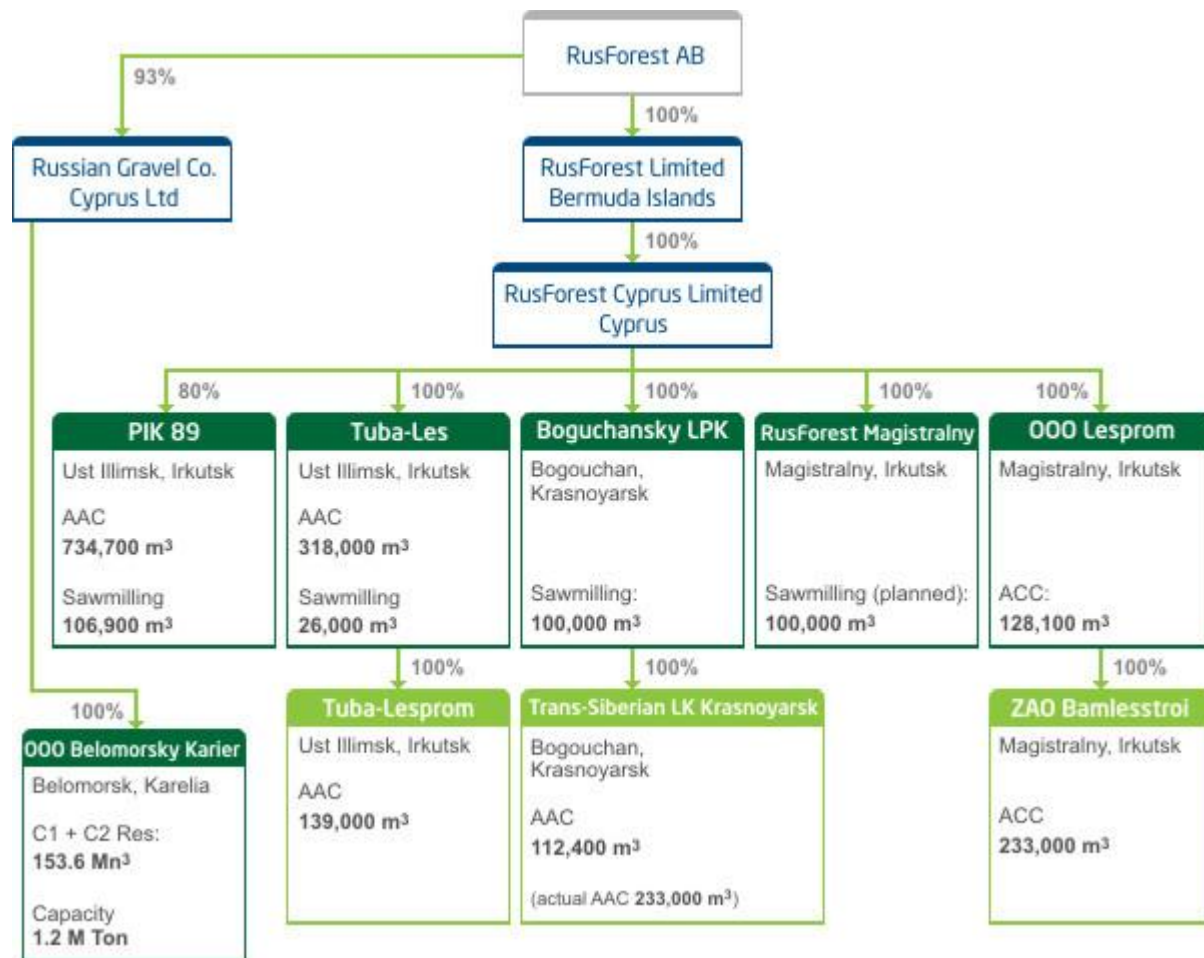 RusForest AB
93%
100%
Russian Gravel Co.
Cyprus Ltd
RusForest Limited
Bermuda Islands
100%
RusForest Cyprus Limited
Cyprus
80%
100%
100%
100%
100%
PIK 89
Ust Illimsk, Irkutsk
AAC
734,700 m³
Sawmilling
106,900 m³
Tuba-Les
Ust Illimsk, Irkutsk
AAC
318,000 m³
Sawmilling
26,000 m³
Boguchansky LPK
Bogouchan,
Krasnoyarsk
Sawmilling:
100,000 m³
RusForest Magistralny
Magistralny, Irkutsk
Sawmilling (planned):
100,000 m³
OOO Lesprom
Magistralny, Irkutsk
ACC:
128,100 m³
100%
100%
100%
100%
OOO Belomorsky Karier
Belomorsk, Karelia
C1 + C2 Res:
153.6 Mn³
Capacity
1.2 M Ton
Tuba-Lesprom
Ust Illimsk, Irkutsk
AAC
139,000 m³
Trans-Siberian LK Krasnoyarsk
Bogouchan,
Krasnoyarsk
AAC
112,400 m³
(actual AAC 233,000 m³)
ZAO Bamlesstroi
Magistralny, Irkutsk
ACC
233,000 m³